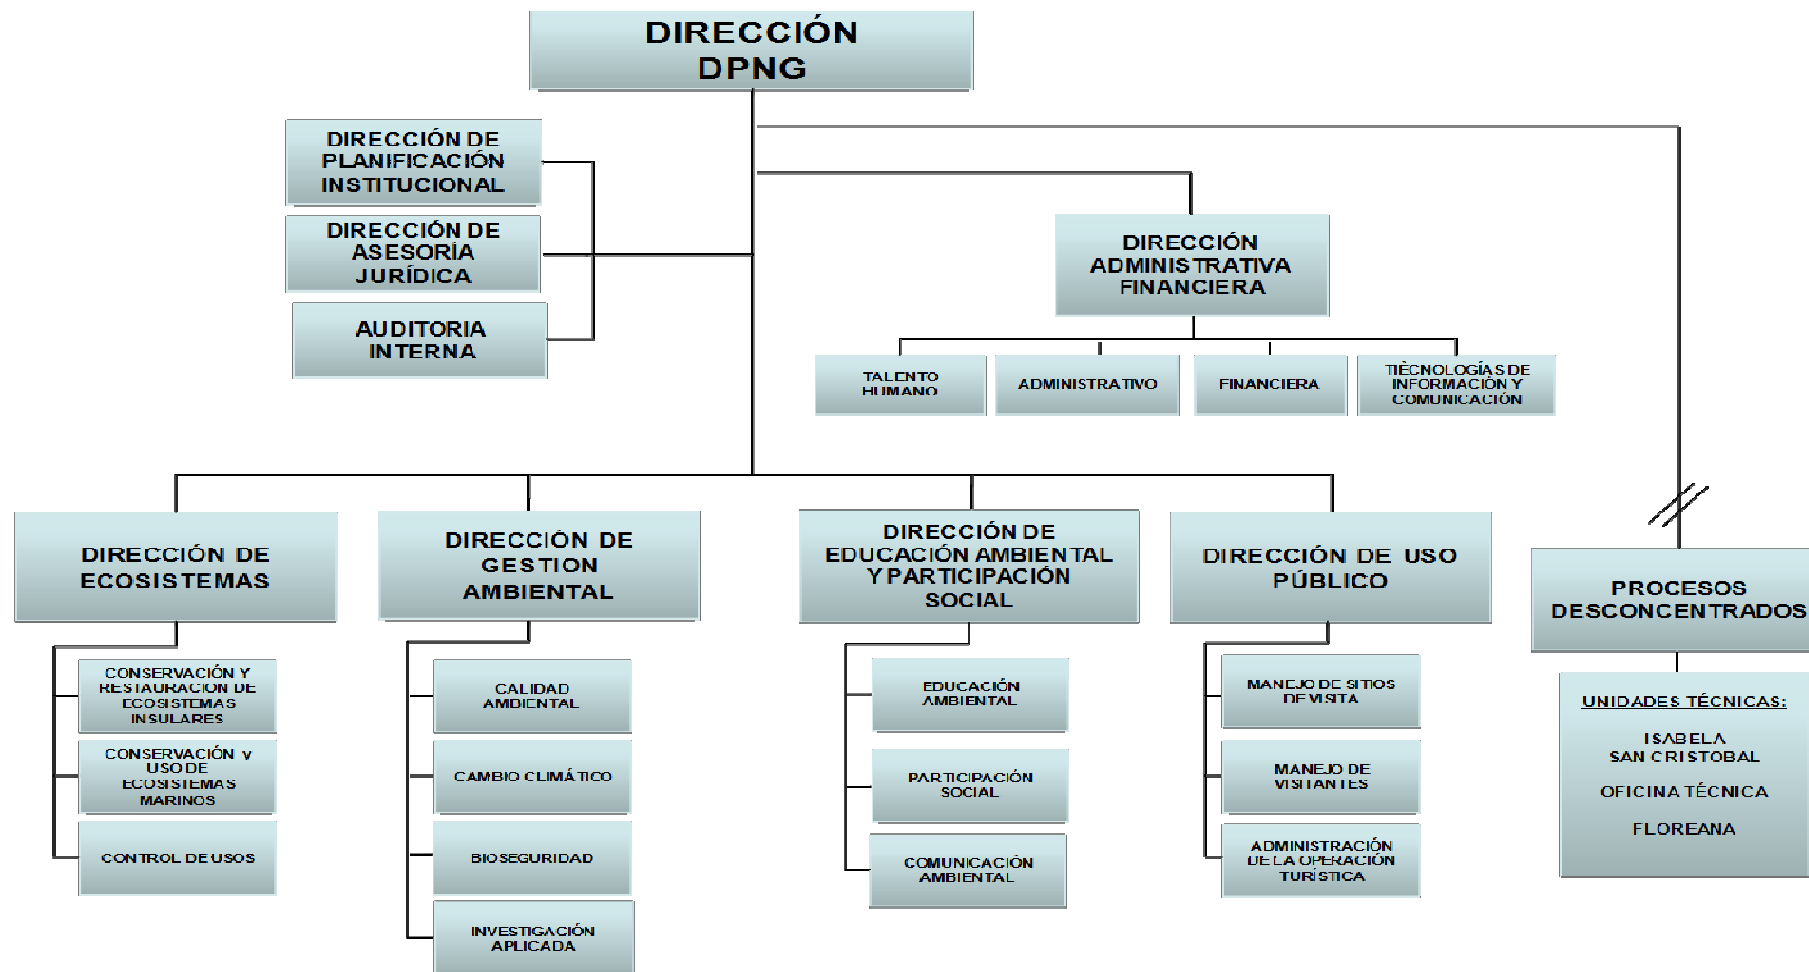 DIRECCIÓN
DPNG
DIRECCIÓN DE
PLANIFICACIÓN
INSTITUCIONAL
DIRECCIÓN DE
ASESORÍA
JURÍDICA
AUDITORIA
INTERNA
DIRECCIÓN
ADMINISTRATIVA
FINANCIERA
TALENTO
HUMANO
ADMINISTRATIVO
FINANCIERA
TIÈCNOLOGÍAS DE
INFORMACIÓN Y
COMUNICACIÓN
DIRECCIÓN DE
ECOSISTEMAS
CONSERVACIÓN Y
RESTAURACION DE
ECOSISTEMAS
INSULARES
CONSERVACIÓN Y
USO DE
ECOSISTEMAS
MARINOS
CONTROL DE USOS
DIRECCIÓN DE
GESTION
AMBIENTAL
CALIDAD
AMBIENTAL
CAMBIO CLIMÁTICO
BIOSEGURIDAD
INVESTIGACIÓN
APLICADA
DIRECCIÓN DE
EDUCACIÓN AMBIENTAL
Y PARTICIPACIÓN
SOCIAL
EDUCACIÓN
AMBIENTAL
PARTICIPACIÓN
SOCIAL
COMUNICACIÓN
AMBIENTAL
DIRECCIÓN DE USO
PÚBLICO
MANEJO DE SITIOS
DE VISITA
MANEJO DE
VISITANTES
ADMINISTRACIÓN
DE LA OPERACIÓN
TURÍSTICA
PROCESOS
DESCONCENTRADOS
UNIDADES TÉCNICAS:
ISABELA
SAN CRISTOBAL
OFICINA TÉCNICA
FLOREANA